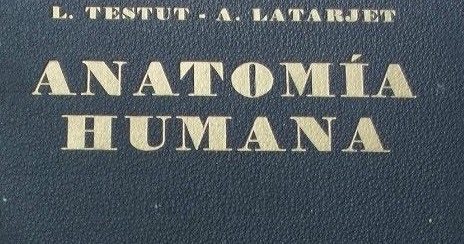 L. TESTUT - A. LATARJET
ANATOMÍA
HUMANA